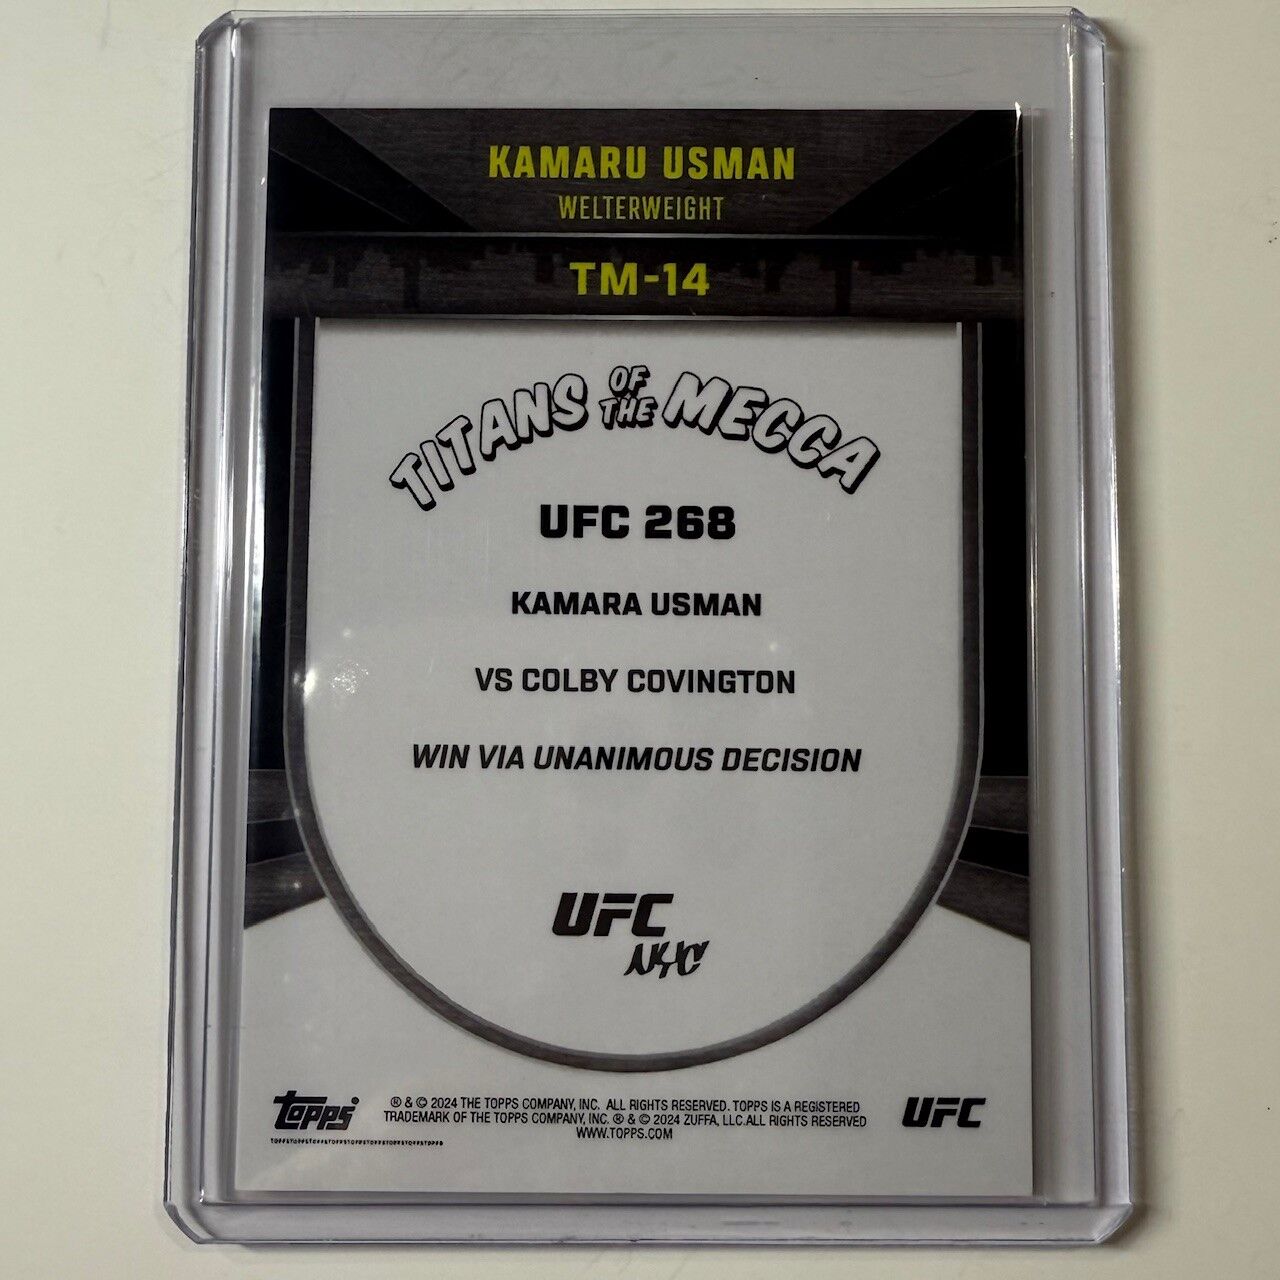 KAMARU USMAN
WELTERWEIGHT
TM-14
TITANS OF THE MECCA
UFC 268
KAMARA USMAN
VS COLBY COVINGTON
WIN VIA UNANIMOUS DECISION
UFC
NYC
topps
® & © 2024 THE TOPPS COMPANY, INC. ALL RIGHTS RESERVED. TOPPS IS A REGISTERED
TRADEMARK OF THE TOPPS COMPANY, INC. ® & © 2024 ZUFFA, LLC.ALL RIGHTS RESERVED
WWW.TOPPS.COM
UFC